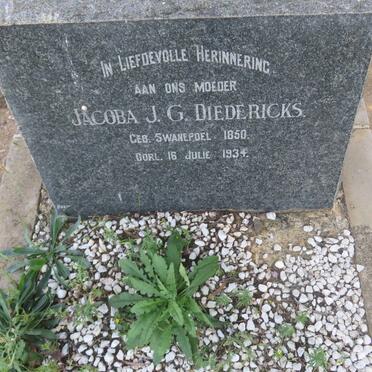 IN LIEFDEVOLLE HERINNERING
AAN ONS MOEDER
JACOBA J. G. DIEDERICKS.
GEB. SWANEPOEL 1850.
OORL. 16 JULIE 1934.